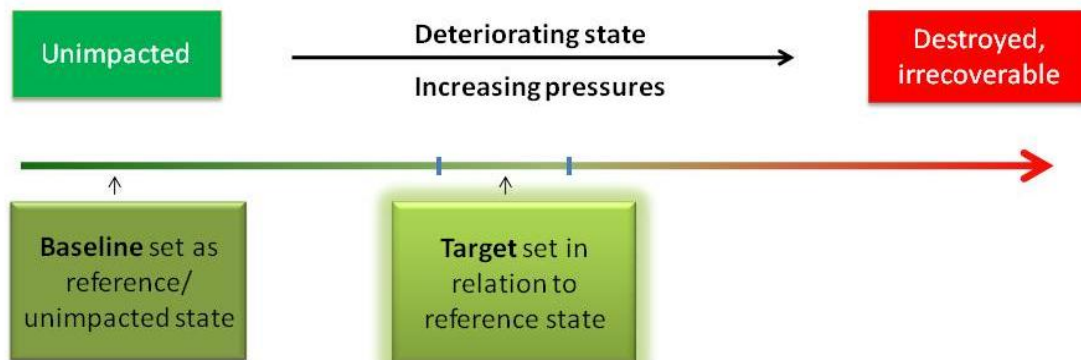 Unimpacted
Deteriorating state
Increasing pressures
Destroyed,
irrecoverable
Baseline set as
reference/
unimpacted state
Target set in
relation to
reference state